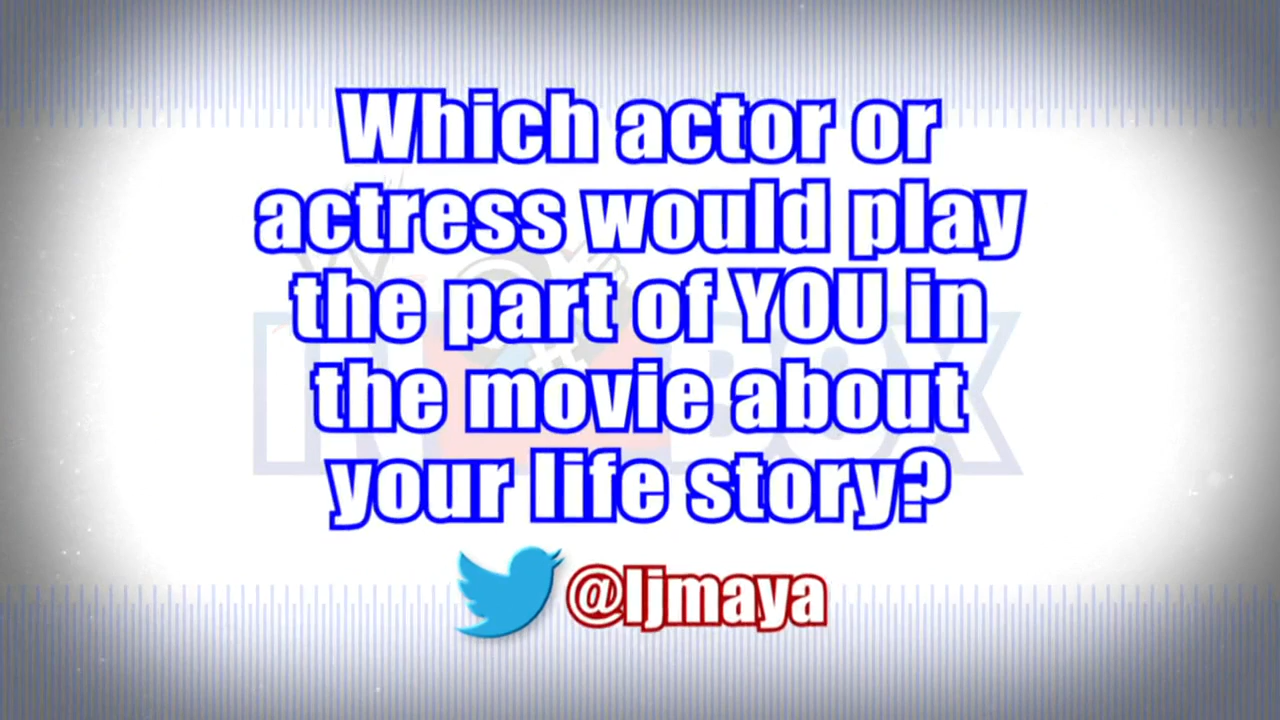 Which actor or
actress would play
the part of YOU in
the movie about
your life story?
@ljmaya